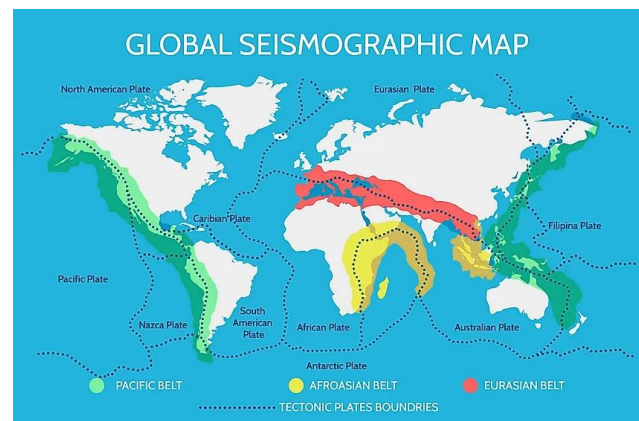 GLOBAL SEISMOGRAPHIC MAP
North American Plate
Eurasian Plate
Caribian Plate
Filipina Plate
Pacific Plate
Nazca Plate
South
American
Plate
African Plate
Australian Plate
Antarctic Plate
PACIFIC BELT
AFROASIAN BELT
EURASIAN BELT
TECTONIC PLATES BOUNDRIES